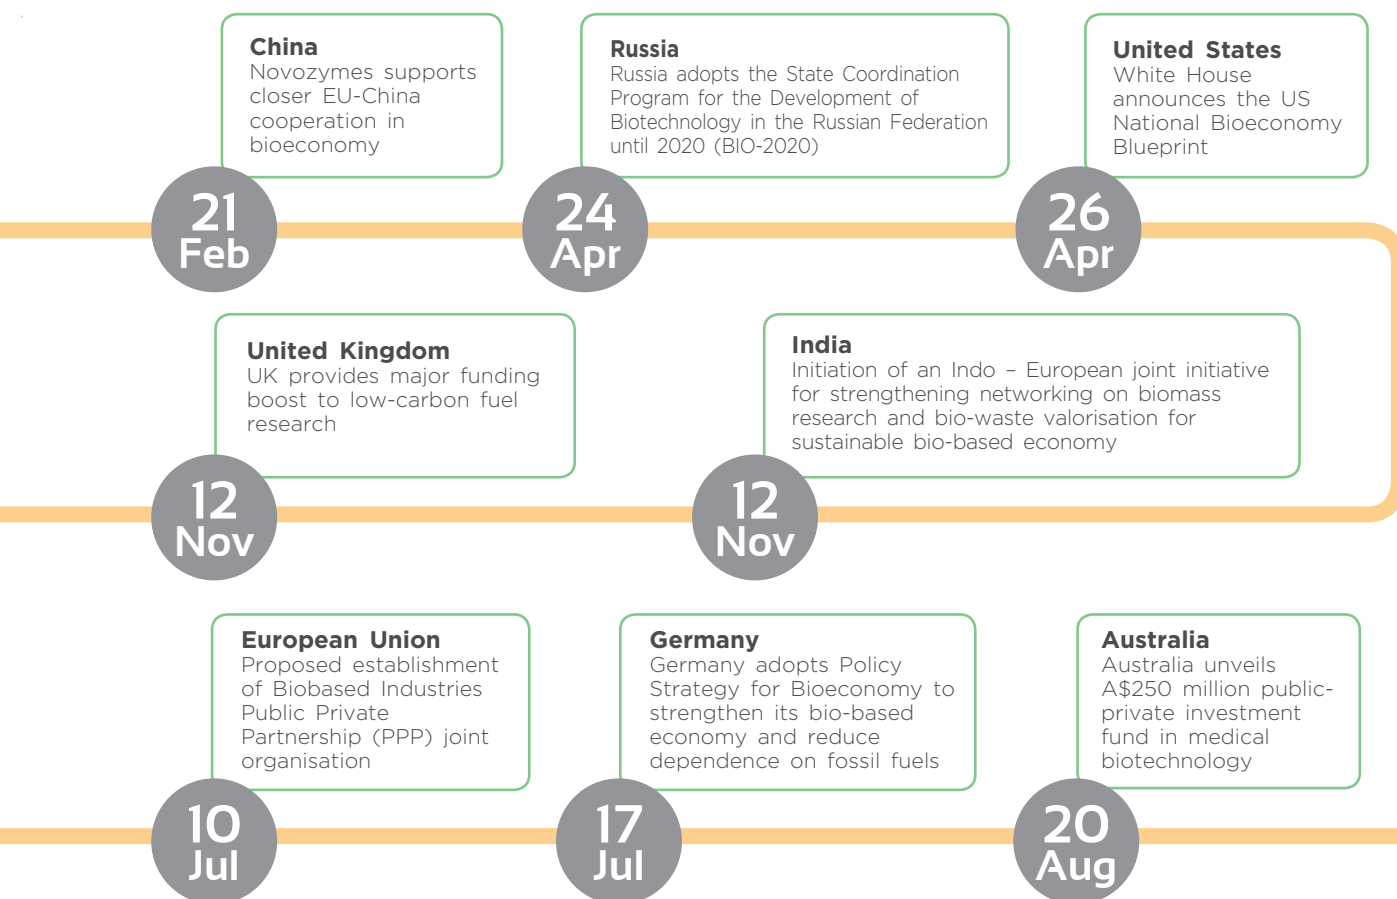 China
Novozymes supports
closer EU-China
cooperation in
bioeconomy
21
Feb
Russia
Russia adopts the State Coordination
Program for the Development of
Biotechnology in the Russian Federation
until 2020 (BIO-2020)
24
Apr
United States
White House
announces the US
National Bioeconomy
Blueprint
26
Apr
United Kingdom
UK provides major funding
boost to low-carbon fuel
research
12
Nov
India
Initiation of an Indo – European joint initiative
for strengthening networking on biomass
research and bio-waste valorisation for
sustainable bio-based economy
12
Nov
European Union
Proposed establishment
of Biobased Industries
Public Private
Partnership (PPP) joint
organisation
10
Jul
Germany
Germany adopts Policy
Strategy for Bioeconomy to
strengthen its bio-based
economy and reduce
dependence on fossil fuels
17
Jul
Australia
Australia unveils
A$250 million public-
private investment
fund in medical
biotechnology
20
Aug